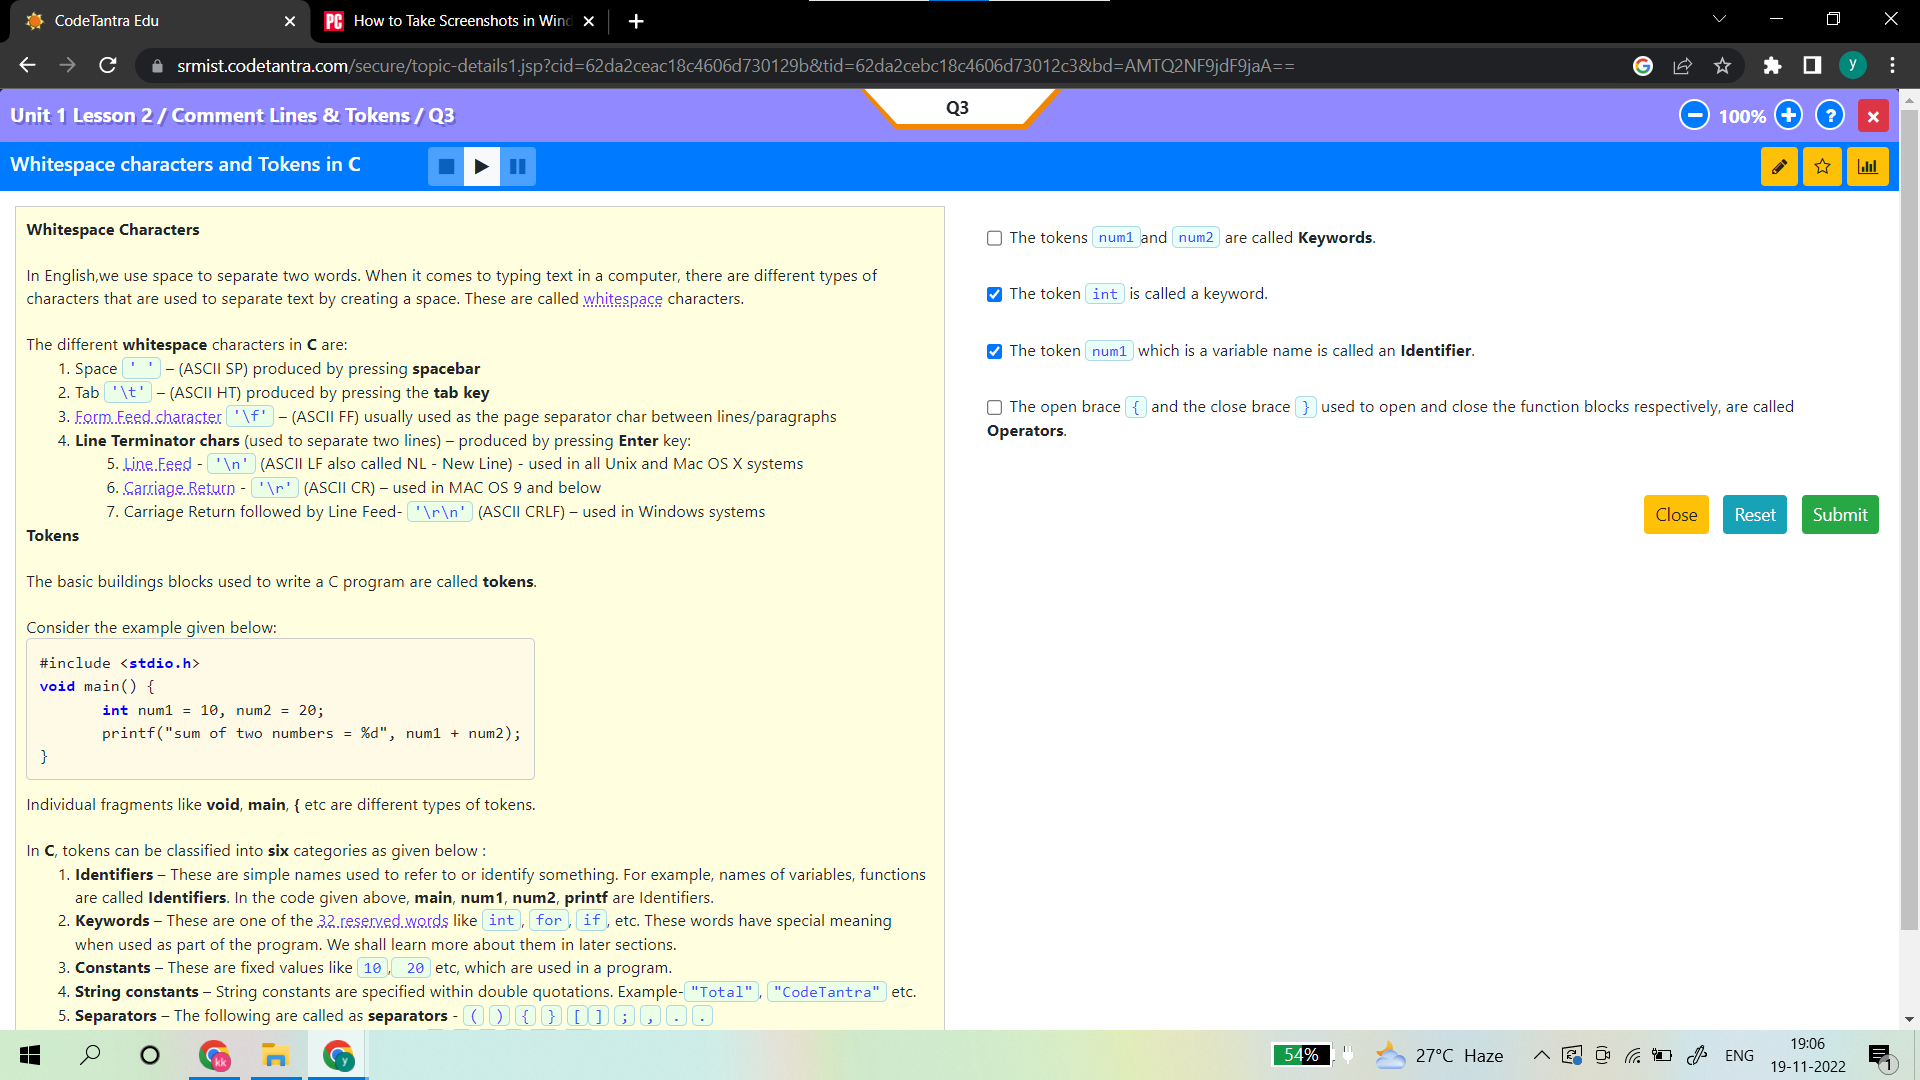 CodeTantra Edu
PC How to Take Screenshots in Wind
srmist.codetantra.com/secure/topic-details1.jsp?cid=62da2ceac18c4606d730129b&tid=62da2cebc18c4606d73012c3&bd=AMTQ2NF9jdF9jaA==
y
Unit 1 Lesson 2 / Comment Lines & Tokens / Q3
Q3
100%
?
Whitespace characters and Tokens in C
Whitespace Characters
In English,we use space to separate two words. When it comes to typing text in a computer, there are different types of
characters that are used to separate text by creating a space. These are called whitespace characters.
The different whitespace characters in C are:
1. Space ' ' – (ASCII SP) produced by pressing spacebar
2. Tab '\t' – (ASCII HT) produced by pressing the tab key
3. Form Feed character '\f' – (ASCII FF) usually used as the page separator char between lines/paragraphs
4. Line Terminator chars (used to separate two lines) – produced by pressing Enter key:
5. Line Feed - '\n' (ASCII LF also called NL - New Line) - used in all Unix and Mac OS X systems
6. Carriage Return - '\r' (ASCII CR) – used in MAC OS 9 and below
7. Carriage Return followed by Line Feed- '\r\n' (ASCII CRLF) – used in Windows systems
Tokens
The basic buildings blocks used to write a C program are called tokens.
Consider the example given below:
#include <stdio.h>
void main() {
int num1 = 10, num2 = 20;
printf("sum of two numbers = %d", num1 + num2);
}
Individual fragments like void, main, { etc are different types of tokens.
In C, tokens can be classified into six categories as given below :
1. Identifiers – These are simple names used to refer to or identify something. For example, names of variables, functions
are called Identifiers. In the code given above, main, num1, num2, printf are Identifiers.
2. Keywords – These are one of the 32 reserved words like int, for, if, etc. These words have special meaning
when used as part of the program. We shall learn more about them in later sections.
3. Constants – These are fixed values like 10, 20 etc, which are used in a program.
4. String constants – String constants are specified within double quotations. Example- "Total", "CodeTantra" etc.
5. Separators – The following are called as separators - ( ) { } [ ] ; , . .
The tokens num1 and num2 are called Keywords.
The token int is called a keyword.
The token num1 which is a variable name is called an Identifier.
The open brace { and the close brace } used to open and close the function blocks respectively, are called
Operators.
Close
Reset
Submit
kk
y
54%
27°C Haze
ENG
19:06
19-11-2022
1